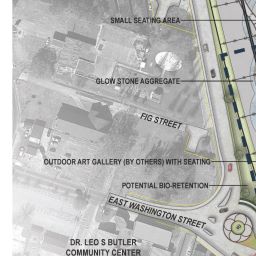 SMALL SEATING AREA
GLOW STONE AGGREGATE
FIG STREET
OUTDOOR ART GALLERY (BY OTHERS) WITH SEATING
POTENTIAL BIO-RETENTION
EAST WASHINGTON STREET
DR. LEO S BUTLER
COMMUNITY CENTER